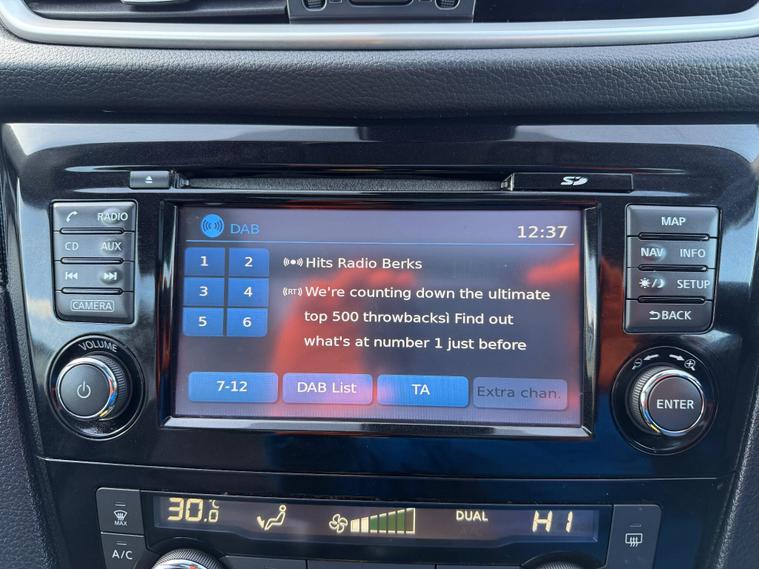 SD
RADIO
CD AUX
CAMERA
VOLUME
DAB 12:37
1 2
3 4
5 6
Hits Radio Berks
(RT) We're counting down the ultimate
top 500 throwbacks! Find out
what's at number 1 just before
7-12 DAB List TA Extra chan.
MAP
NAV INFO
SETUP
BACK
ENTER
MAX
A/C
30.0°C DUAL HI